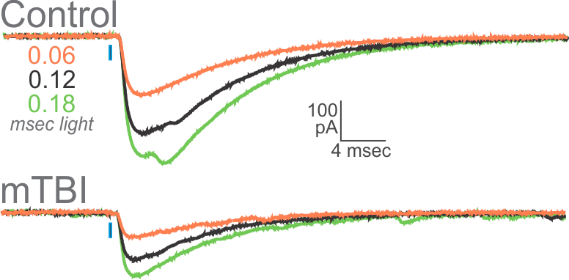 Control
0.06
0.12
0.18
msec light
100
pA
4 msec
mTBI